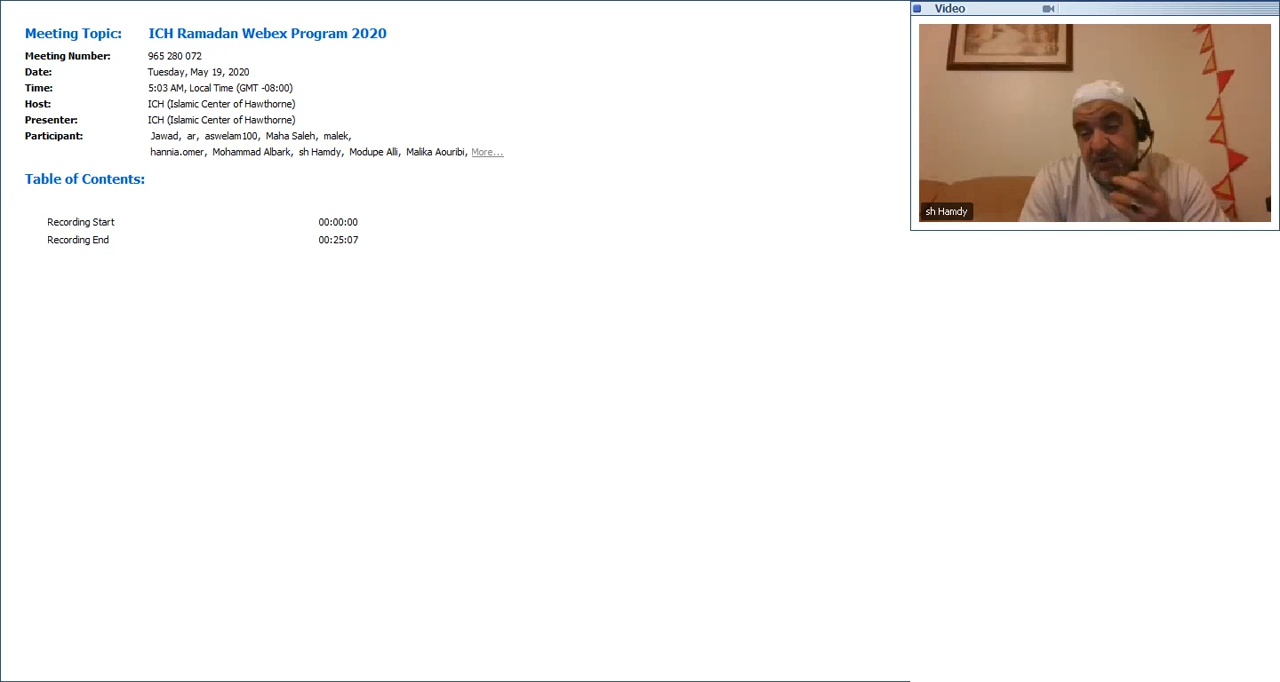 Meeting Topic: ICH Ramadan Webex Program 2020
Meeting Number: 965 280 072
Date: Tuesday, May 19, 2020
Time: 5:03 AM, Local Time (GMT -08:00)
Host: ICH (Islamic Center of Hawthorne)
Presenter: ICH (Islamic Center of Hawthorne)
Participant: Jawad, ar, aswelam100, Maha Saleh, malek,
hannia.omer, Mohammad Albark, sh Hamdy, Modupe Alli, Malika Aouribi, More...
Table of Contents:
Recording Start 00:00:00
Recording End 00:25:07
Video
sh Hamdy